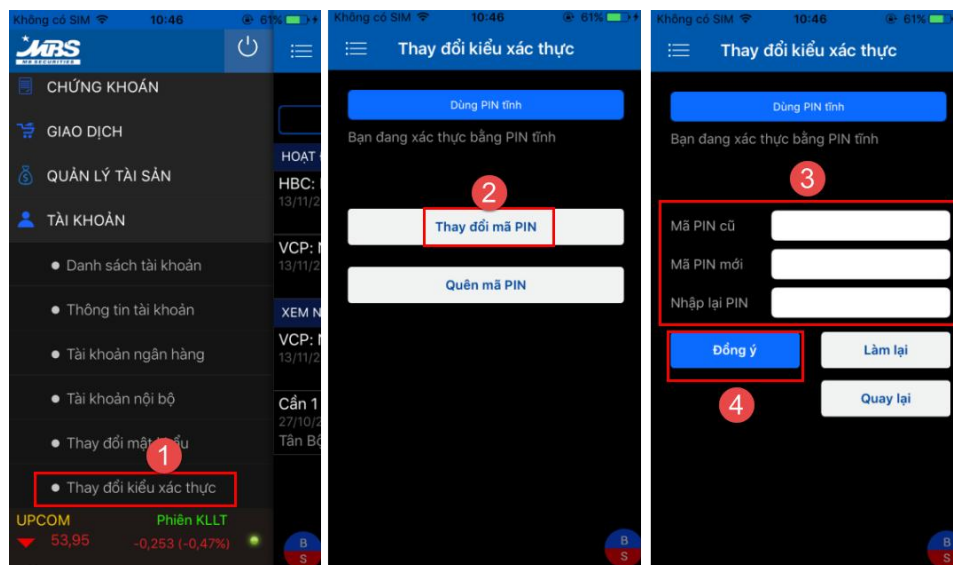 Không có SIM 10:46 61%
MBS
MB SECURITIES
CHỨNG KHOÁN
GIAO DỊCH
QUẢN LÝ TÀI SẢN
TÀI KHOẢN
Danh sách tài khoản
Thông tin tài khoản
Tài khoản ngân hàng
Tài khoản nội bộ
Thay đổi mật khẩu
1
Thay đổi kiểu xác thực
UPCOM Phiên KLLT
53,95 -0,253 (-0,47%)
HOẠT
HBC:
13/11/2
VCP:
13/11/2
XEM N
VCP:
13/11/2
Cần 1
27/10/2
Tân Bộ
B
S
Không có SIM 10:46 61%
Thay đổi kiểu xác thực
Dùng PIN tĩnh
Bạn đang xác thực bằng PIN tĩnh
2
Thay đổi mã PIN
Quên mã PIN
B
S
Không có SIM 10:46 61%
Thay đổi kiểu xác thực
Dùng PIN tĩnh
Bạn đang xác thực bằng PIN tĩnh
3
Mã PIN cũ
Mã PIN mới
Nhập lại PIN
Đồng ý Làm lại
4 Quay lại
B
S